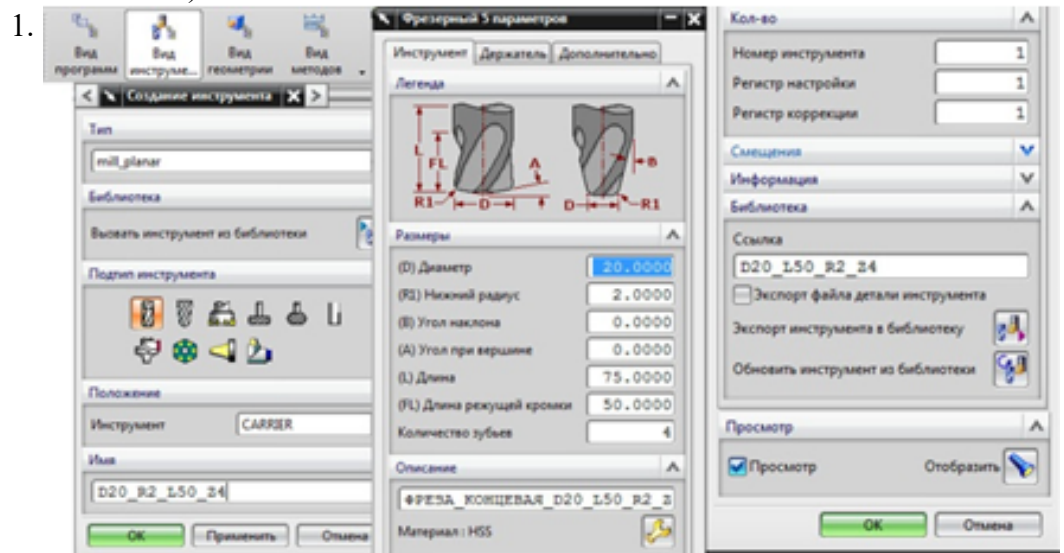 1.
Вид программ
Вид инструме...
Вид геометрии
Вид методов
Создание инструмента
Тип
mill_planar
Библиотека
Вызвать инструмент из библиотеки
Подтип инструмента
Положение
Инструмент CARRIER
Имя
D20_R2_L50_Z4
ОК Применить Отмена
Фрезерный 5 параметров
Инструмент Держатель Дополнительно
Легенда
L FL A B
R1 D D R1
Размеры
(D) Диаметр 20.0000
(R1) Нижний радиус 2.0000
(B) Угол наклона 0.0000
(A) Угол при вершине 0.0000
(L) Длина 75.0000
(FL) Длина режущей кромки 50.0000
Количество зубьев 4
Описание
ФРЕЗА_КОНЦЕВАЯ_D20_L50_R2_Z
Материал : HSS
Кол-во
Номер инструмента 1
Регистр настройки 1
Регистр коррекции 1
Смещения
Информация
Библиотека
Ссылка
D20_L50_R2_Z4
Экспорт файла детали инструмента
Экспорт инструмента в библиотеку
Обновить инструмент из библиотеки
Просмотр
Просмотр Отобразить
ОК Отмена